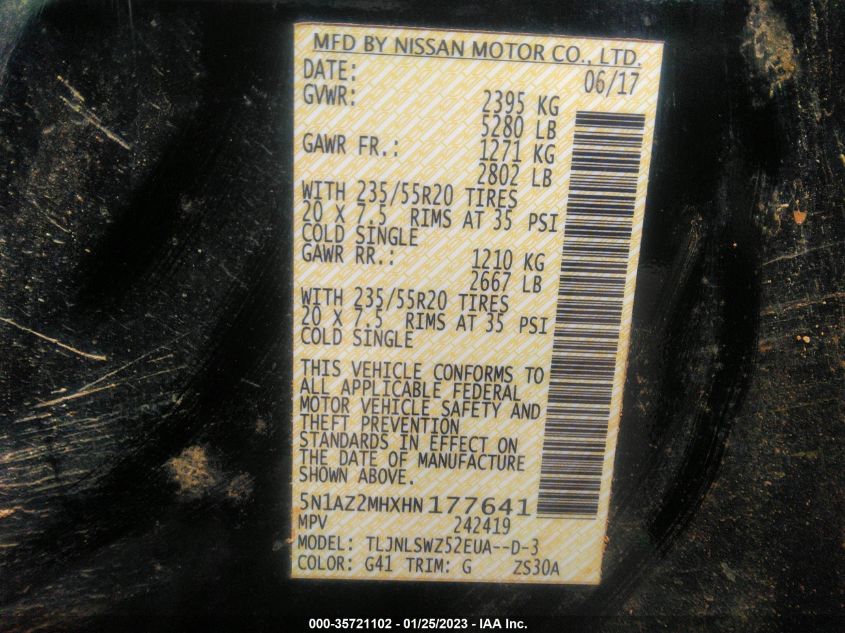 MFD BY NISSAN MOTOR CO., LTD.
DATE: 06/17
GVWR: 2395 KG
5280 LB
GAWR FR.: 1271 KG
2802 LB
WITH 235/55R20 TIRES
20 X 7.5 RIMS AT 35 PSI
COLD SINGLE
GAWR RR.: 1210 KG
2667 LB
WITH 235/55R20 TIRES
20 X 7.5 RIMS AT 35 PSI
COLD SINGLE
THIS VEHICLE CONFORMS TO
ALL APPLICABLE FEDERAL
MOTOR VEHICLE SAFETY AND
THEFT PREVENTION
STANDARDS IN EFFECT ON
THE DATE OF MANUFACTURE
SHOWN ABOVE.
5N1AZ2MHXHN177641
MPV 242419
MODEL: TLJNLSWZ52EUA--D-3
COLOR: G41 TRIM: G ZS30A
000-35721102 - 01/25/2023 - IAA Inc.